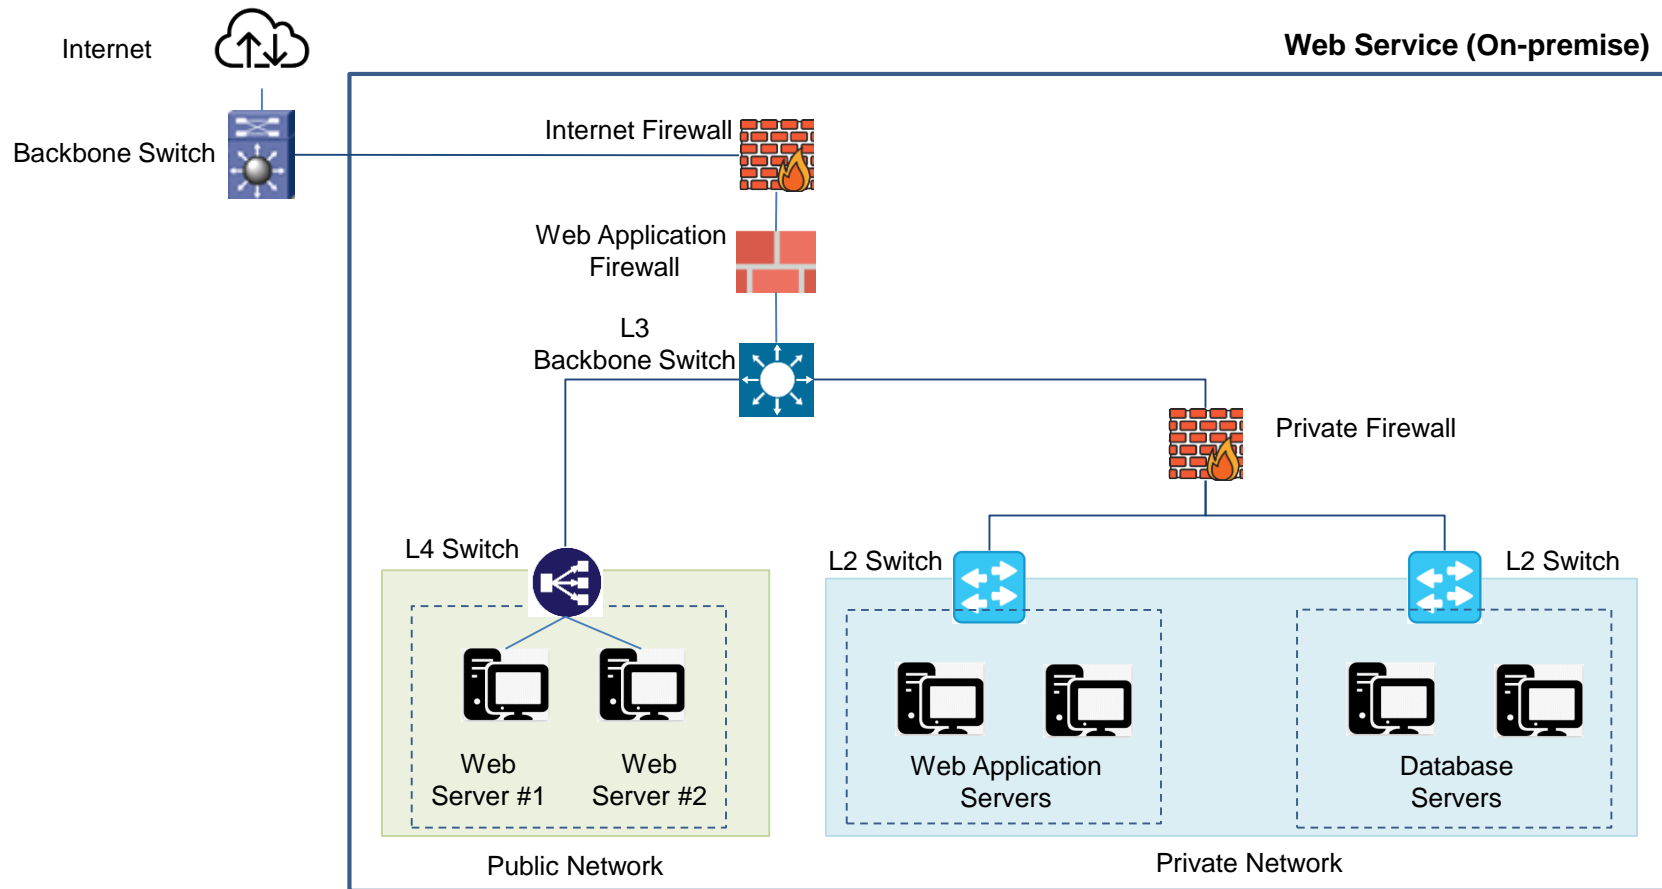 Internet
Web Service (On-premise)
Backbone Switch
Internet Firewall
Web Application
Firewall
L3
Backbone Switch
Private Firewall
L4 Switch
L2 Switch
L2 Switch
Web
Server #1
Web
Server #2
Web Application
Servers
Database
Servers
Public Network
Private Network